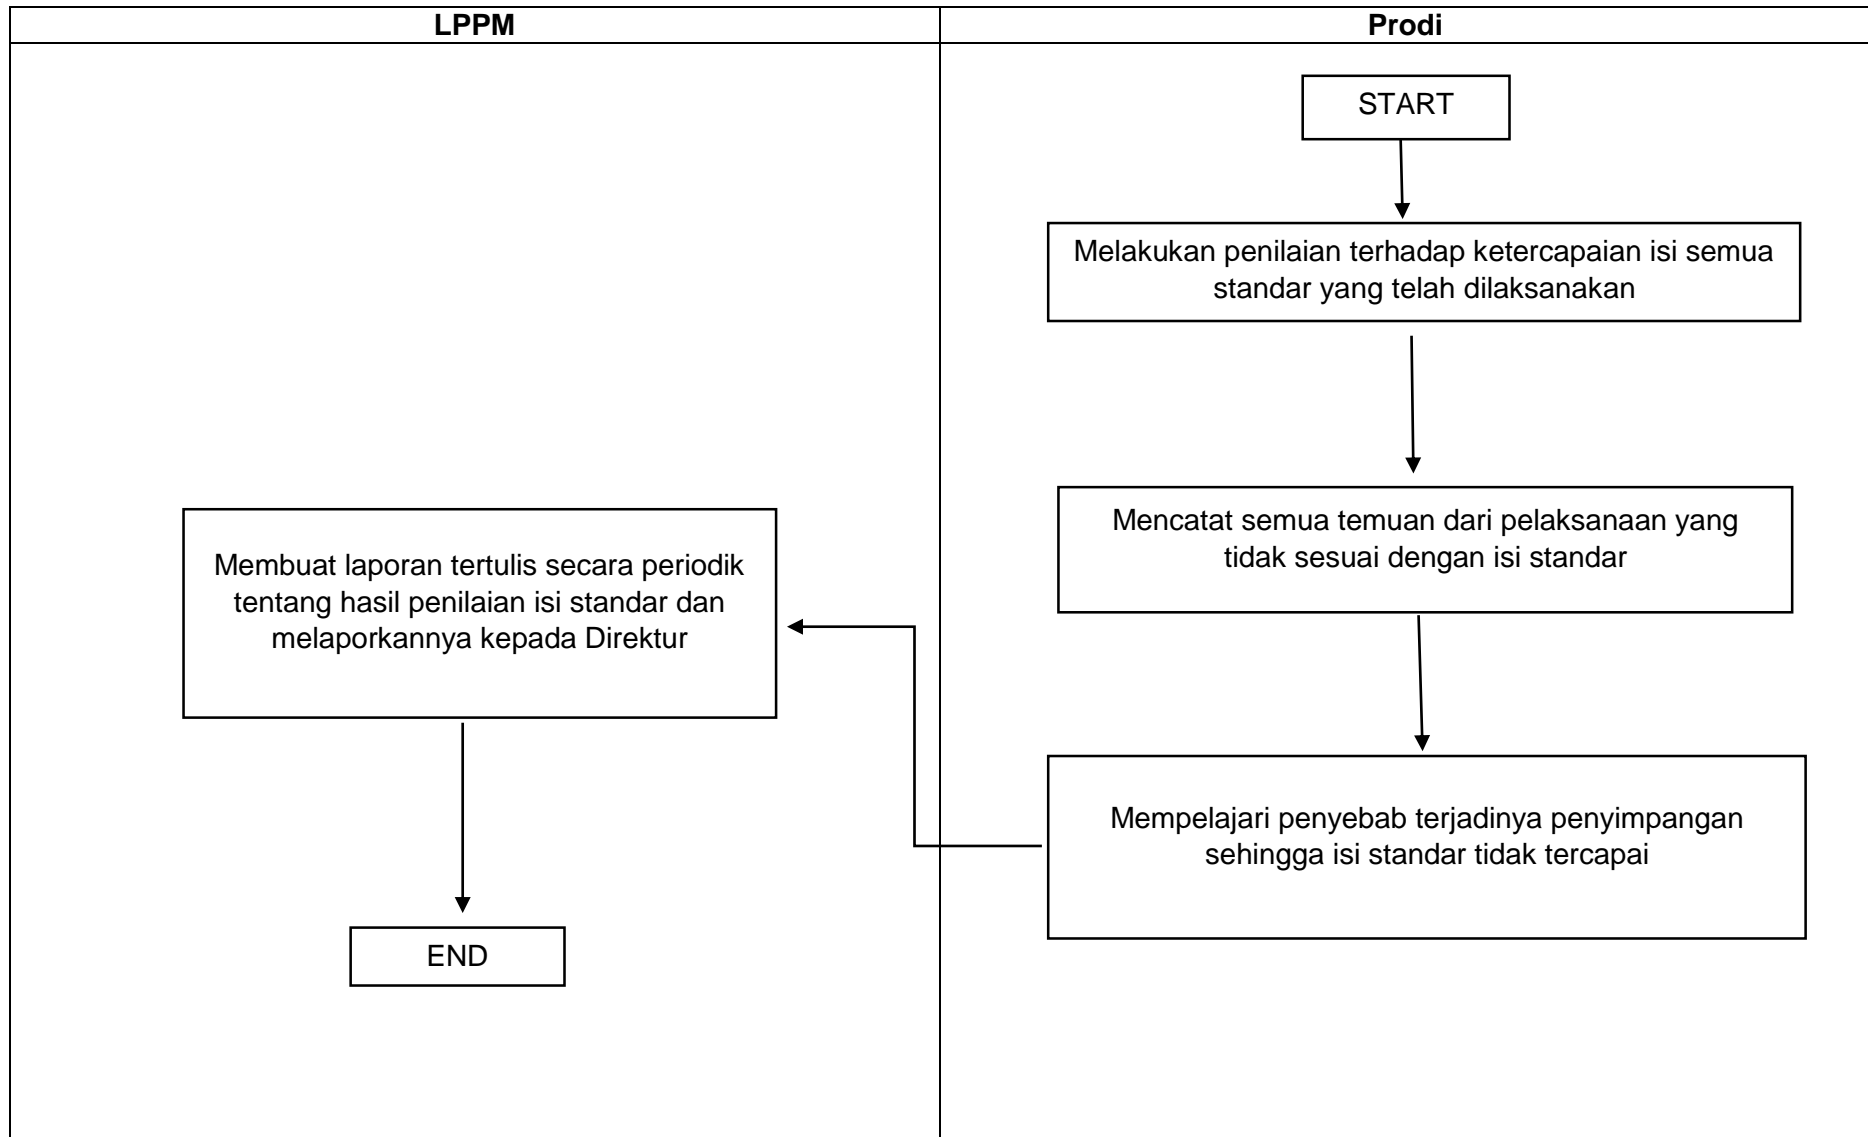 LPPM
Prodi
START
Melakukan penilaian terhadap ketercapaian isi semua
standar yang telah dilaksanakan
Mencatat semua temuan dari pelaksanaan yang
tidak sesuai dengan isi standar
Mempelajari penyebab terjadinya penyimpangan
sehingga isi standar tidak tercapai
Membuat laporan tertulis secara periodik
tentang hasil penilaian isi standar dan
melaporkannya kepada Direktur
END